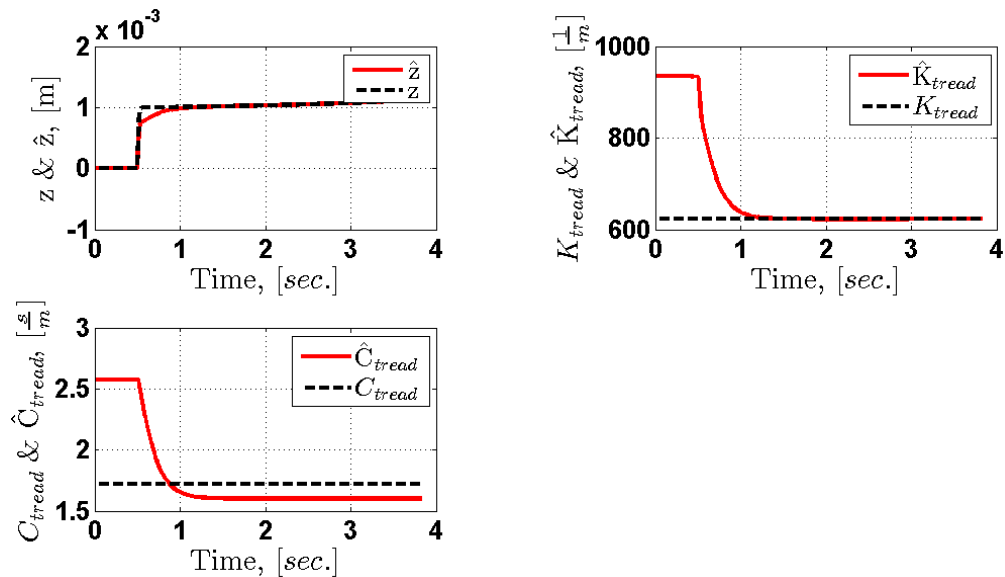 x 10⁻³
2
1
0
-1
z & ẑ, [m]
ẑ
z
0 1 2 3 4
Time, [sec.]
1000
800
600
K_tread & K̂_tread, [1/m]
K̂_tread
K_tread
0 1 2 3 4
Time, [sec.]
3
2.5
2
1.5
C_tread & Ĉ_tread, [s/m]
Ĉ_tread
C_tread
0 1 2 3 4
Time, [sec.]